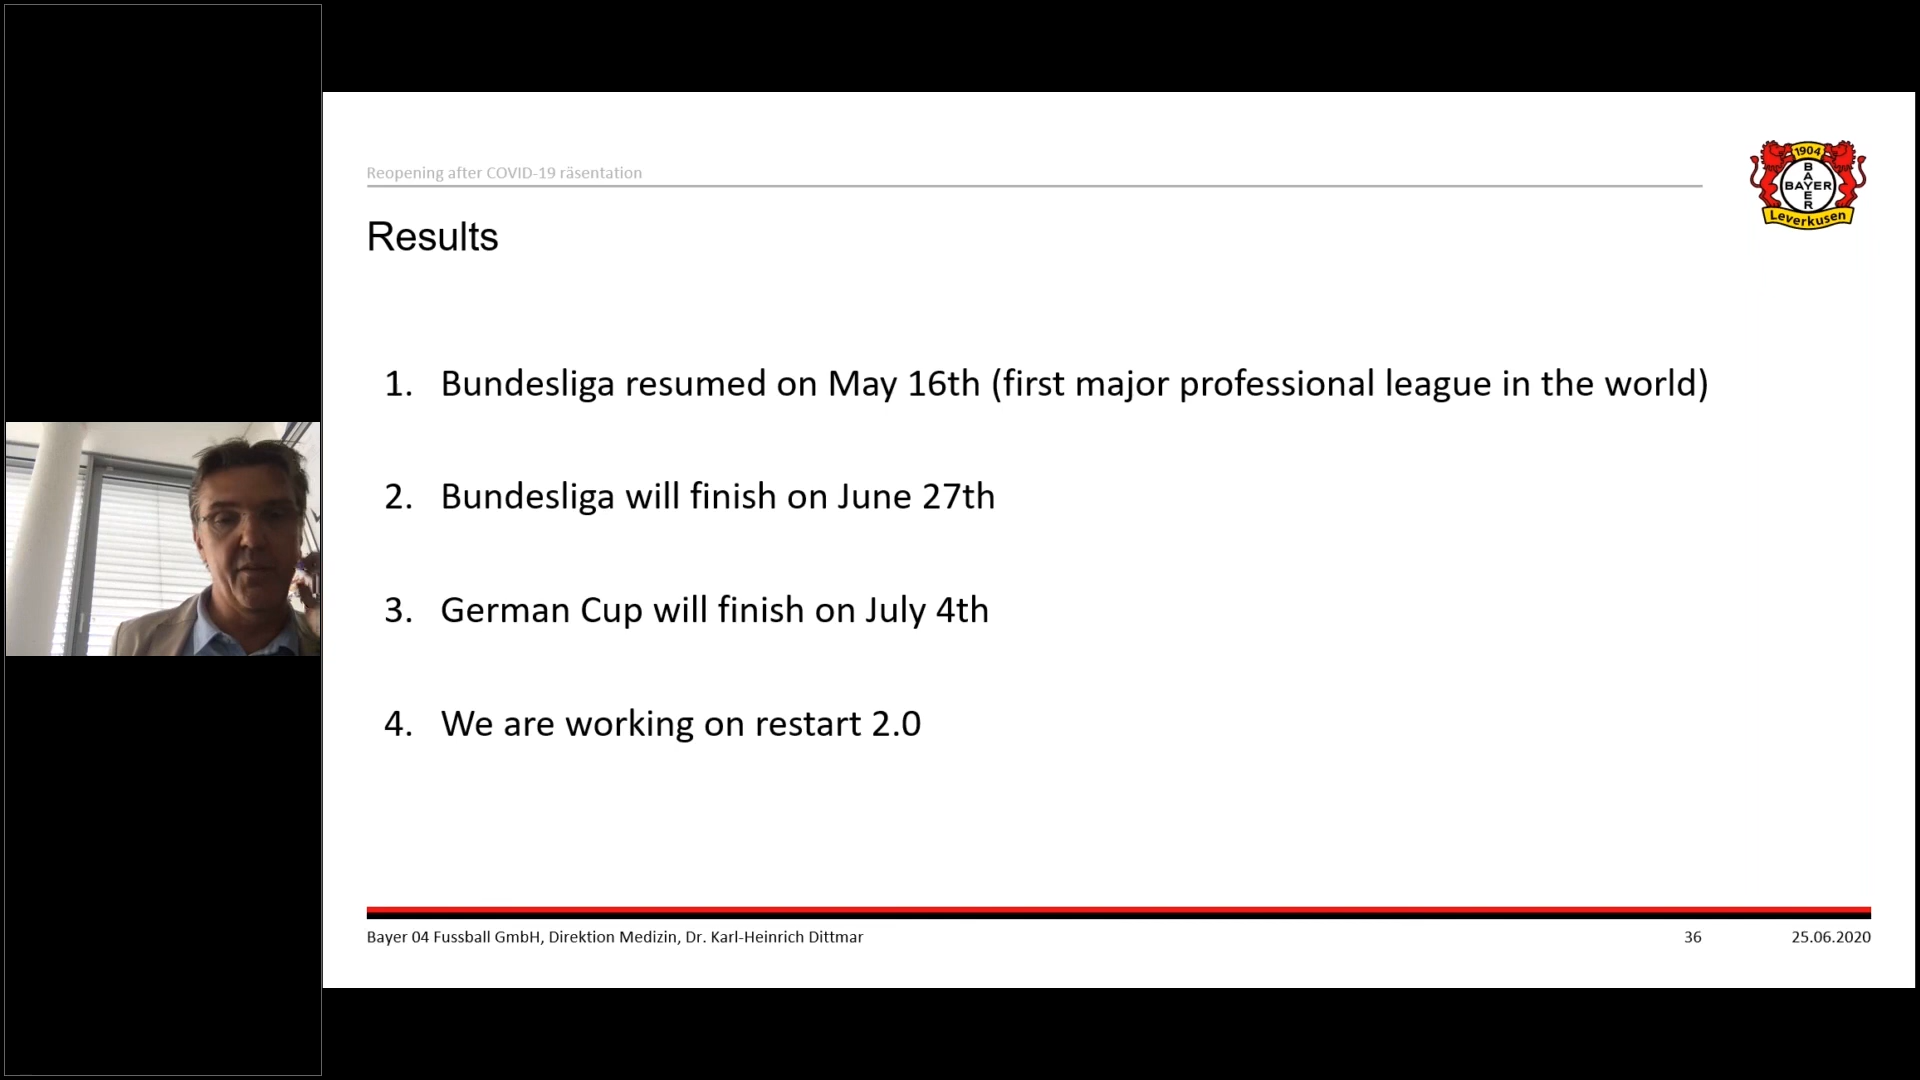 Reopening after COVID-19 räsentation
1904
BAYER
BAYER
Leverkusen
Results
1. Bundesliga resumed on May 16th (first major professional league in the world)
2. Bundesliga will finish on June 27th
3. German Cup will finish on July 4th
4. We are working on restart 2.0
Bayer 04 Fussball GmbH, Direktion Medizin, Dr. Karl-Heinrich Dittmar 36 25.06.2020